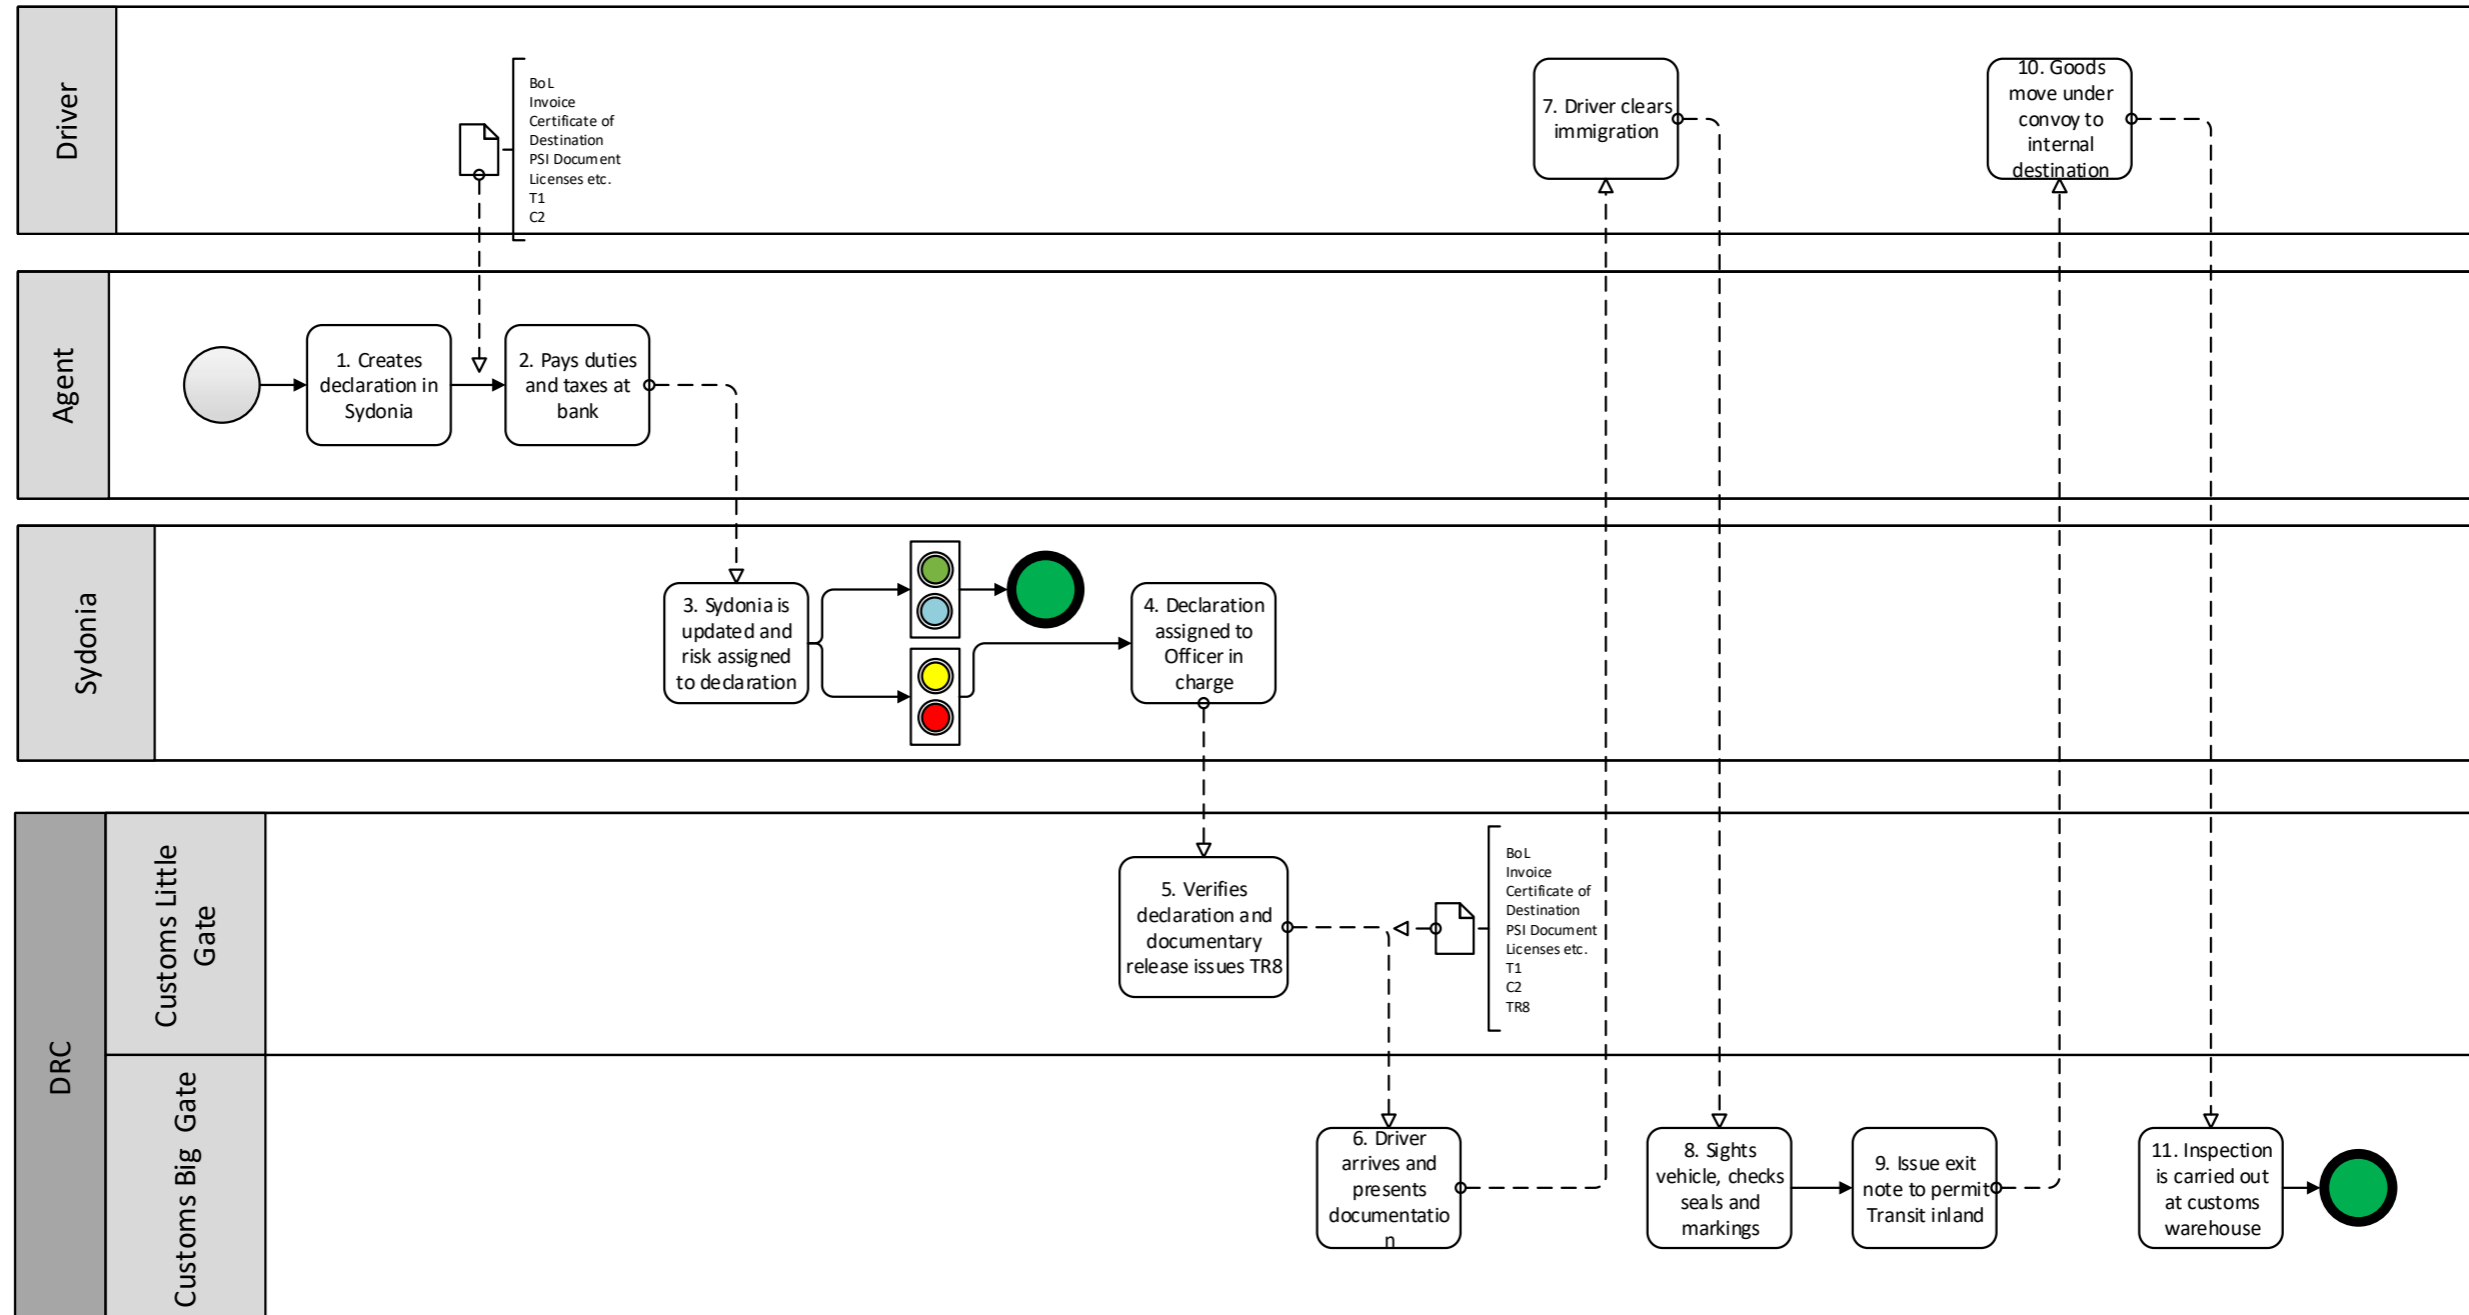 Driver
BoL
Invoice
Certificate of
Destination
PSI Document
Licenses etc.
T1
C2
7. Driver clears
immigration
10. Goods
move under
convoy to
internal
destination
Agent
1. Creates
declaration in
Sydonia
2. Pays duties
and taxes at
bank
Sydonia
3. Sydonia is
updated and
risk assigned
to declaration
4. Declaration
assigned to
Officer in
charge
DRC
Customs Little
Gate
5. Verifies
declaration and
documentary
release issues TR8
BoL
Invoice
Certificate of
Destination
PSI Document
Licenses etc.
T1
C2
TR8
Customs Big Gate
6. Driver
arrives and
presents
documentatio
n
8. Sights
vehicle, checks
seals and
markings
9. Issue exit
note to permit
Transit inland
11. Inspection
is carried out
at customs
warehouse